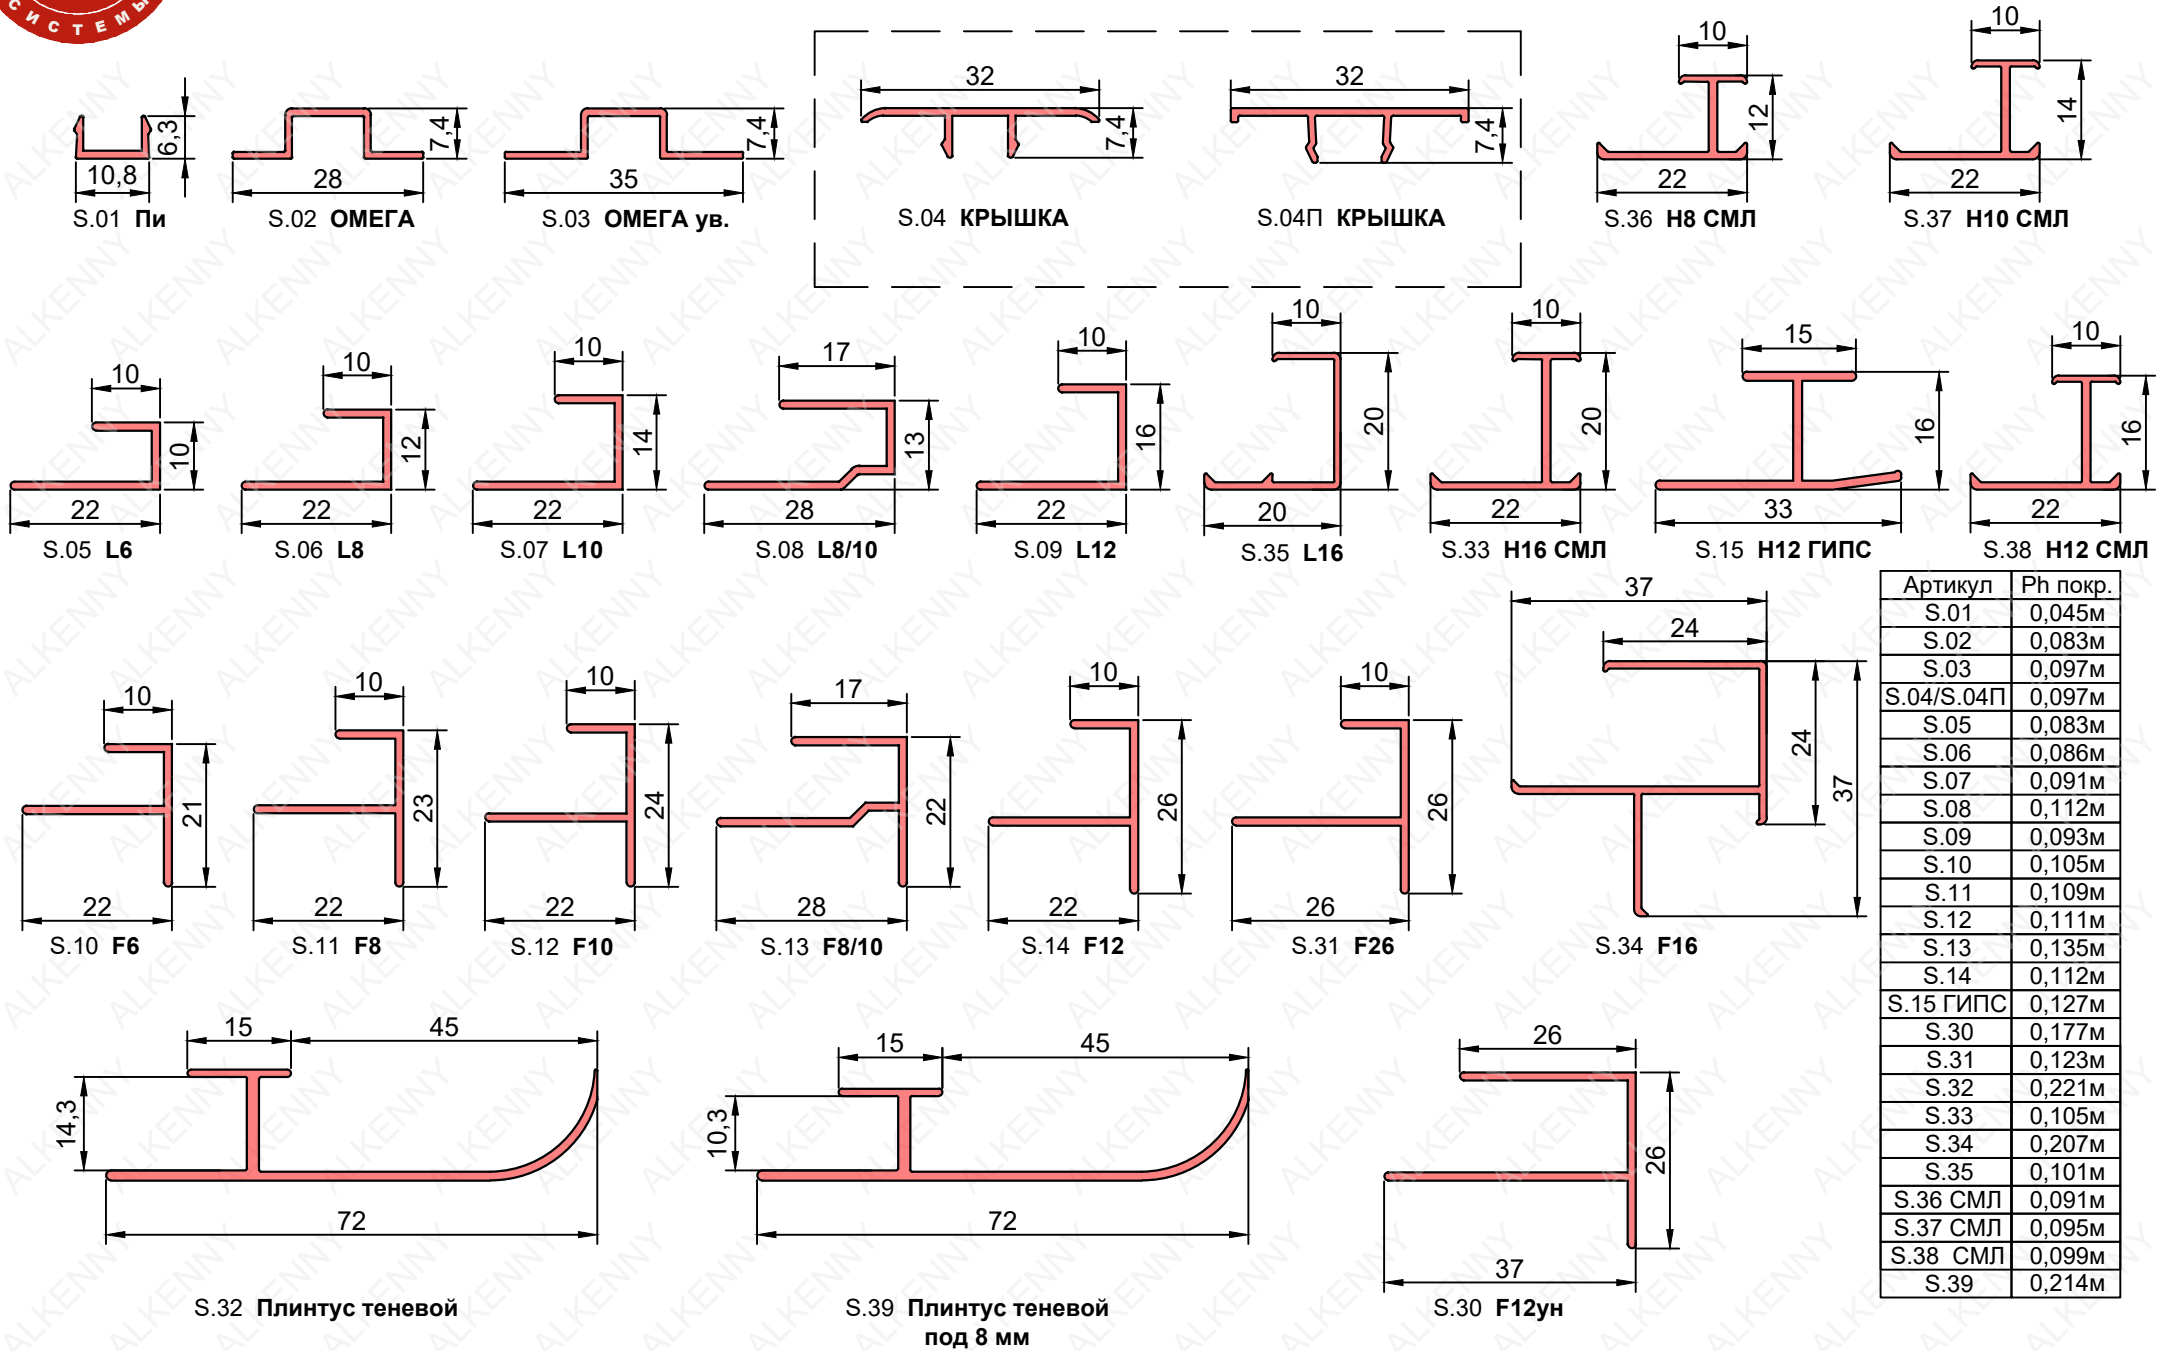 СИСТЕМЫ
10,8
6,3
S.01 Пи
28
7,4
S.02 ОМЕГА
35
7,4
S.03 ОМЕГА ув.
32
7,4
S.04 КРЫШКА
32
7,4
S.04П КРЫШКА
10
12
22
S.36 Н8 СМЛ
10
14
22
S.37 Н10 СМЛ
10
10
22
S.05 L6
10
12
22
S.06 L8
10
14
22
S.07 L10
17
13
28
S.08 L8/10
10
16
22
S.09 L12
10
20
20
S.35 L16
10
20
22
S.33 Н16 СМЛ
15
16
33
S.15 Н12 ГИПС
10
16
22
S.38 Н12 СМЛ
10
21
22
S.10 F6
10
23
22
S.11 F8
10
24
22
S.12 F10
17
22
28
S.13 F8/10
10
26
22
S.14 F12
10
26
26
S.31 F26
37
24
24
37
S.34 F16
15
45
14,3
72
S.32 Плинтус теневой
15
45
10,3
72
S.39 Плинтус теневой
под 8 мм
26
26
37
S.30 F12ун
Артикул Ph покр.
S.01 0,045м
S.02 0,083м
S.03 0,097м
S.04/S.04П 0,097м
S.05 0,083м
S.06 0,086м
S.07 0,091м
S.08 0,112м
S.09 0,093м
S.10 0,105м
S.11 0,109м
S.12 0,111м
S.13 0,135м
S.14 0,112м
S.15 ГИПС 0,127м
S.30 0,177м
S.31 0,123м
S.32 0,221м
S.33 0,105м
S.34 0,207м
S.35 0,101м
S.36 СМЛ 0,091м
S.37 СМЛ 0,095м
S.38 СМЛ 0,099м
S.39 0,214м
ALKENNY